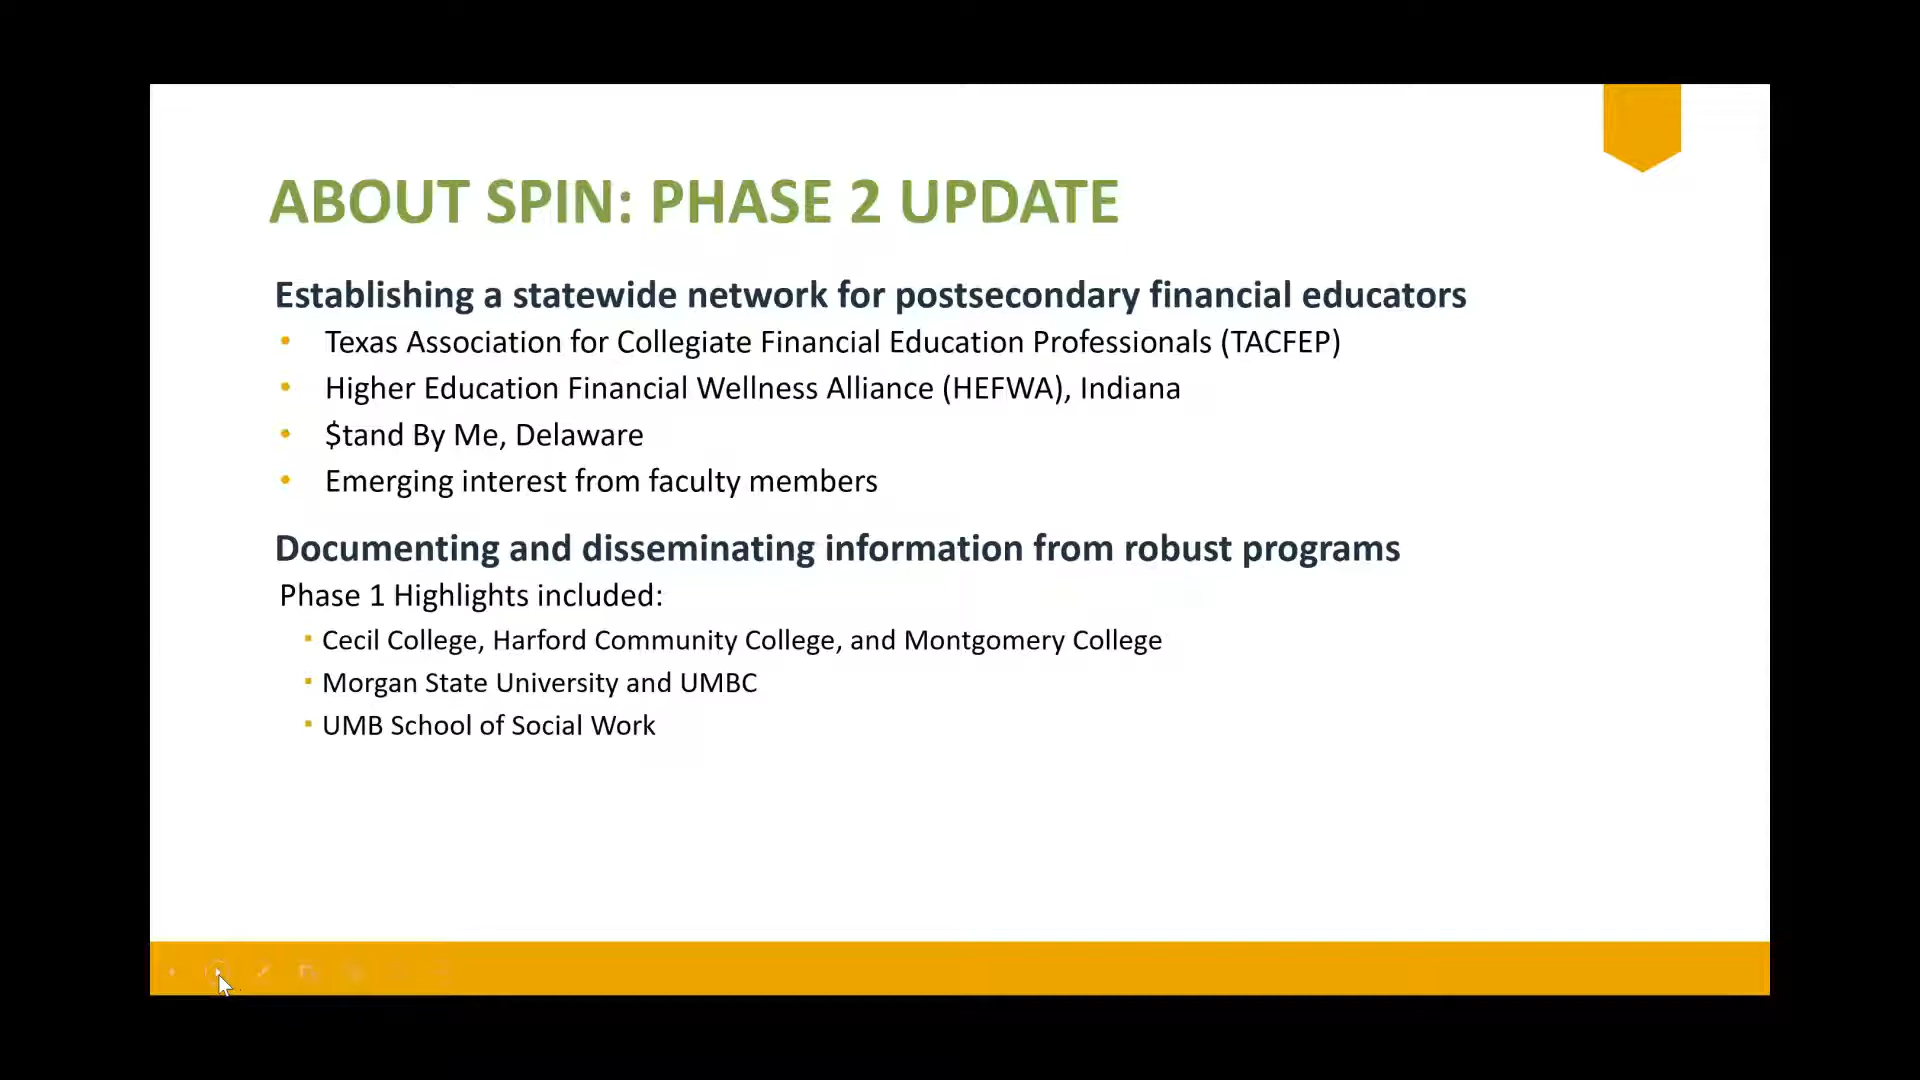 ABOUT SPIN: PHASE 2 UPDATE
Establishing a statewide network for postsecondary financial educators
• Texas Association for Collegiate Financial Education Professionals (TACFEP)
• Higher Education Financial Wellness Alliance (HEFWA), Indiana
• $tand By Me, Delaware
• Emerging interest from faculty members
Documenting and disseminating information from robust programs
Phase 1 Highlights included:
▪ Cecil College, Harford Community College, and Montgomery College
▪ Morgan State University and UMBC
▪ UMB School of Social Work